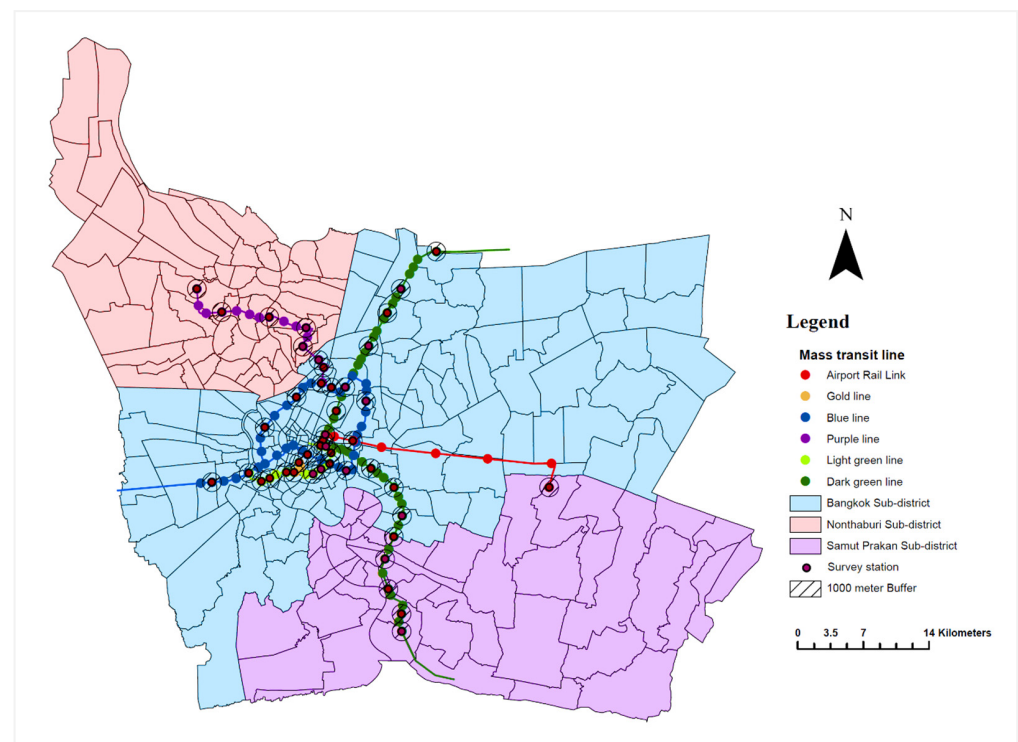 N
Legend
Mass transit line
Airport Rail Link
Gold line
Blue line
Purple line
Light green line
Dark green line
Bangkok Sub-district
Nonthaburi Sub-district
Samut Prakan Sub-district
Survey station
1000 meter Buffer
0 3.5 7 14 Kilometers